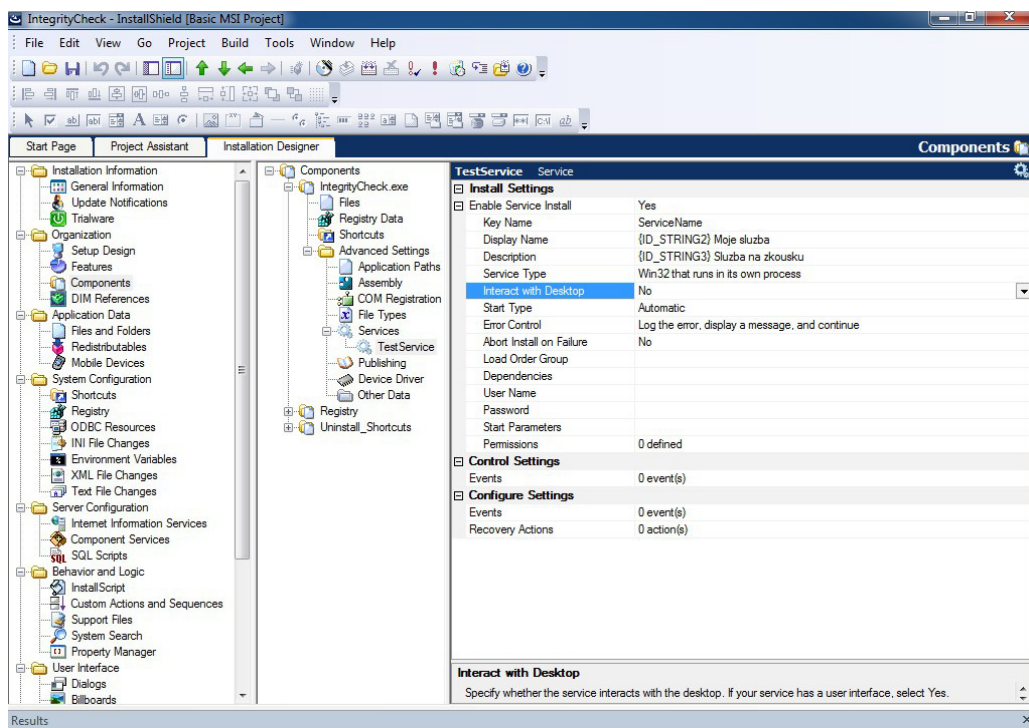 IntegrityCheck - InstallShield [Basic MSI Project]
File Edit View Go Project Build Tools Window Help
Start Page Project Assistant Installation Designer Components
Installation Information
General Information
Update Notifications
Trialware
Organization
Setup Design
Features
Components
DIM References
Application Data
Files and Folders
Redistributables
Mobile Devices
System Configuration
Shortcuts
Registry
ODBC Resources
INI File Changes
Environment Variables
XML File Changes
Text File Changes
Server Configuration
Internet Information Services
Component Services
SQL Scripts
Behavior and Logic
InstallScript
Custom Actions and Sequences
Support Files
System Search
Property Manager
User Interface
Dialogs
Billboards
Components
IntegrityCheck.exe
Files
Registry Data
Shortcuts
Advanced Settings
Application Paths
Assembly
COM Registration
File Types
Services
TestService
Publishing
Device Driver
Other Data
Registry
Uninstall_Shortcuts
TestService Service
Install Settings
Enable Service Install Yes
Key Name ServiceName
Display Name {ID_STRING2} Moje sluzba
Description {ID_STRING3} Sluzba na zkousku
Service Type Win32 that runs in its own process
Interact with Desktop No
Start Type Automatic
Error Control Log the error, display a message, and continue
Abort Install on Failure No
Load Order Group
Dependencies
User Name
Password
Start Parameters
Permissions 0 defined
Control Settings
Events 0 event(s)
Configure Settings
Events 0 event(s)
Recovery Actions 0 action(s)
Interact with Desktop
Specify whether the service interacts with the desktop. If your service has a user interface, select Yes.
Results